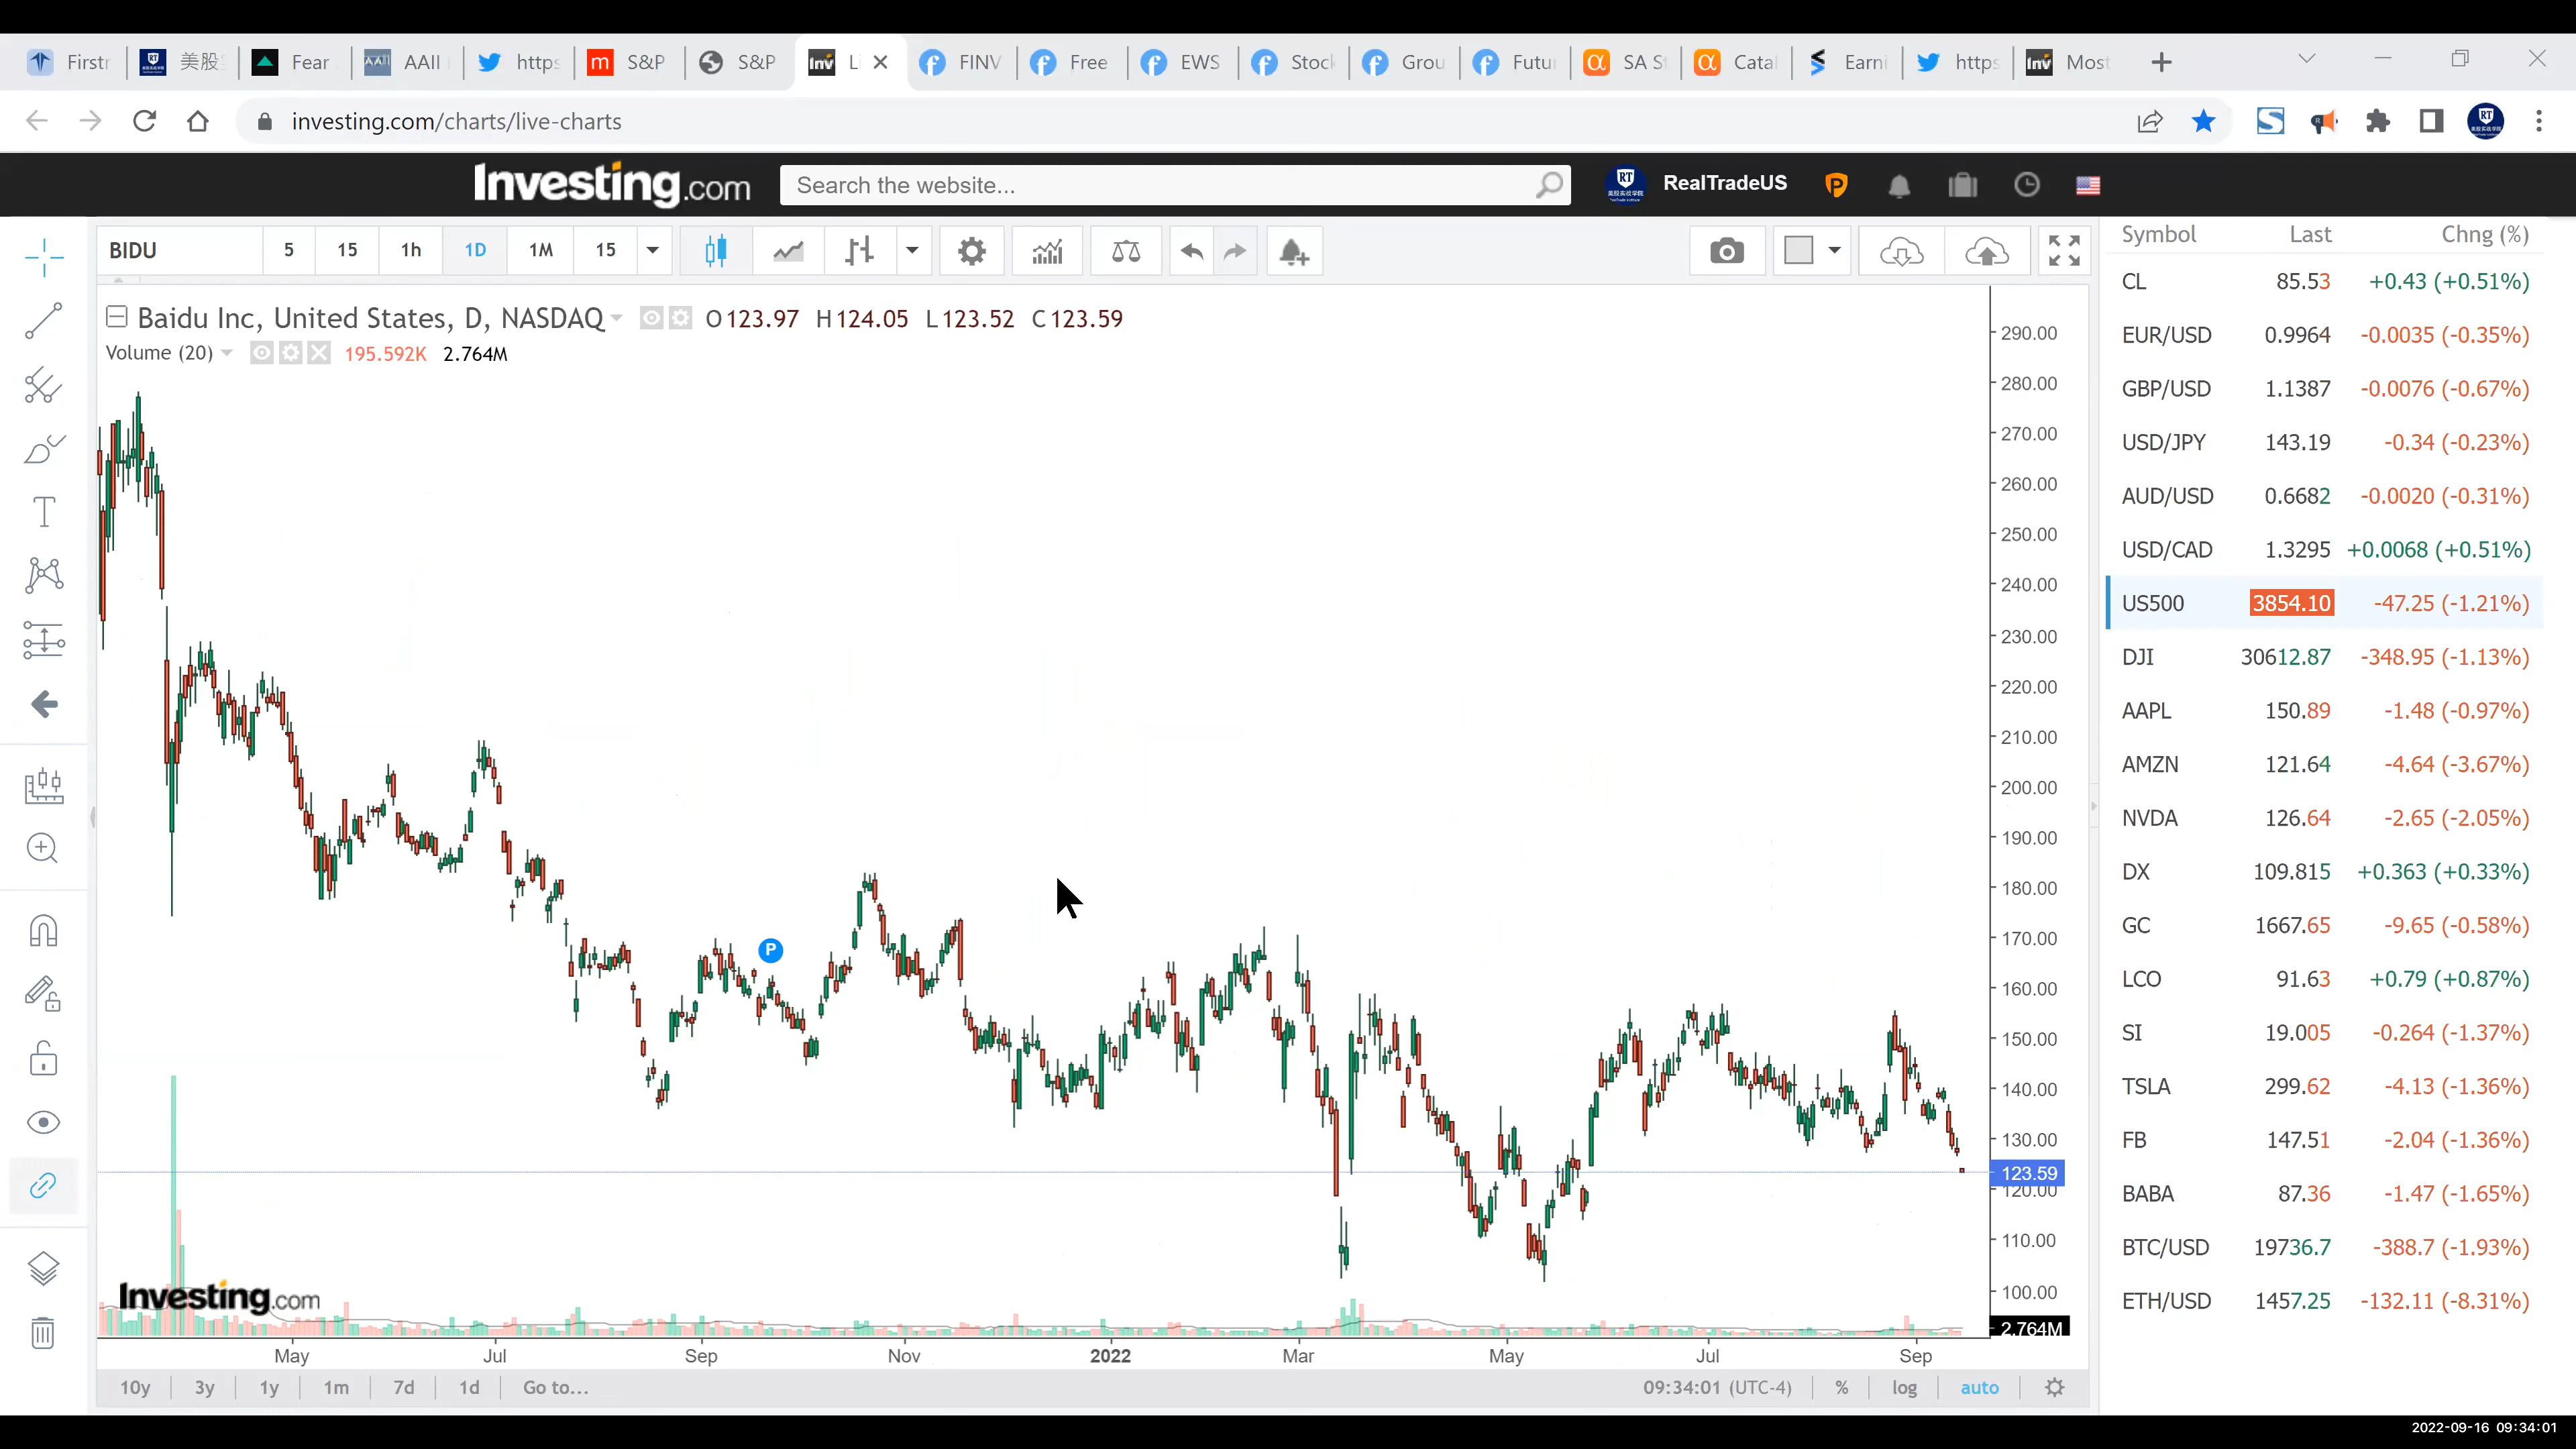 Firstr 美股 Fear AAII https S&P S&P Li FINV Free EWS Stock Grou Futur SA S Catal Earni https Most
investing.com/charts/live-charts
Investing.com Search the website... RealTradeUS
BIDU 5 15 1h 1D 1M 15
Symbol Last Chng (%)
Baidu Inc, United States, D, NASDAQ O123.97 H124.05 L123.52 C123.59
Volume (20) 195.592K 2.764M
CL 85.53 +0.43 (+0.51%)
EUR/USD 0.9964 -0.0035 (-0.35%)
GBP/USD 1.1387 -0.0076 (-0.67%)
USD/JPY 143.19 -0.34 (-0.23%)
AUD/USD 0.6682 -0.0020 (-0.31%)
USD/CAD 1.3295 +0.0068 (+0.51%)
US500 3854.10 -47.25 (-1.21%)
DJI 30612.87 -348.95 (-1.13%)
AAPL 150.89 -1.48 (-0.97%)
AMZN 121.64 -4.64 (-3.67%)
NVDA 126.64 -2.65 (-2.05%)
DX 109.815 +0.363 (+0.33%)
GC 1667.65 -9.65 (-0.58%)
LCO 91.63 +0.79 (+0.87%)
SI 19.005 -0.264 (-1.37%)
TSLA 299.62 -4.13 (-1.36%)
FB 147.51 -2.04 (-1.36%)
BABA 87.36 -1.47 (-1.65%)
BTC/USD 19736.7 -388.7 (-1.93%)
ETH/USD 1457.25 -132.11 (-8.31%)
290.00
280.00
270.00
260.00
250.00
240.00
230.00
220.00
210.00
200.00
190.00
180.00
170.00
160.00
150.00
140.00
130.00
123.59
120.00
110.00
100.00
2.764M
P
Investing.com
May Jul Sep Nov 2022 Mar May Jul Sep
10y 3y 1y 1m 7d 1d Go to... 09:34:01 (UTC-4) % log auto
2022-09-16 09:34:01